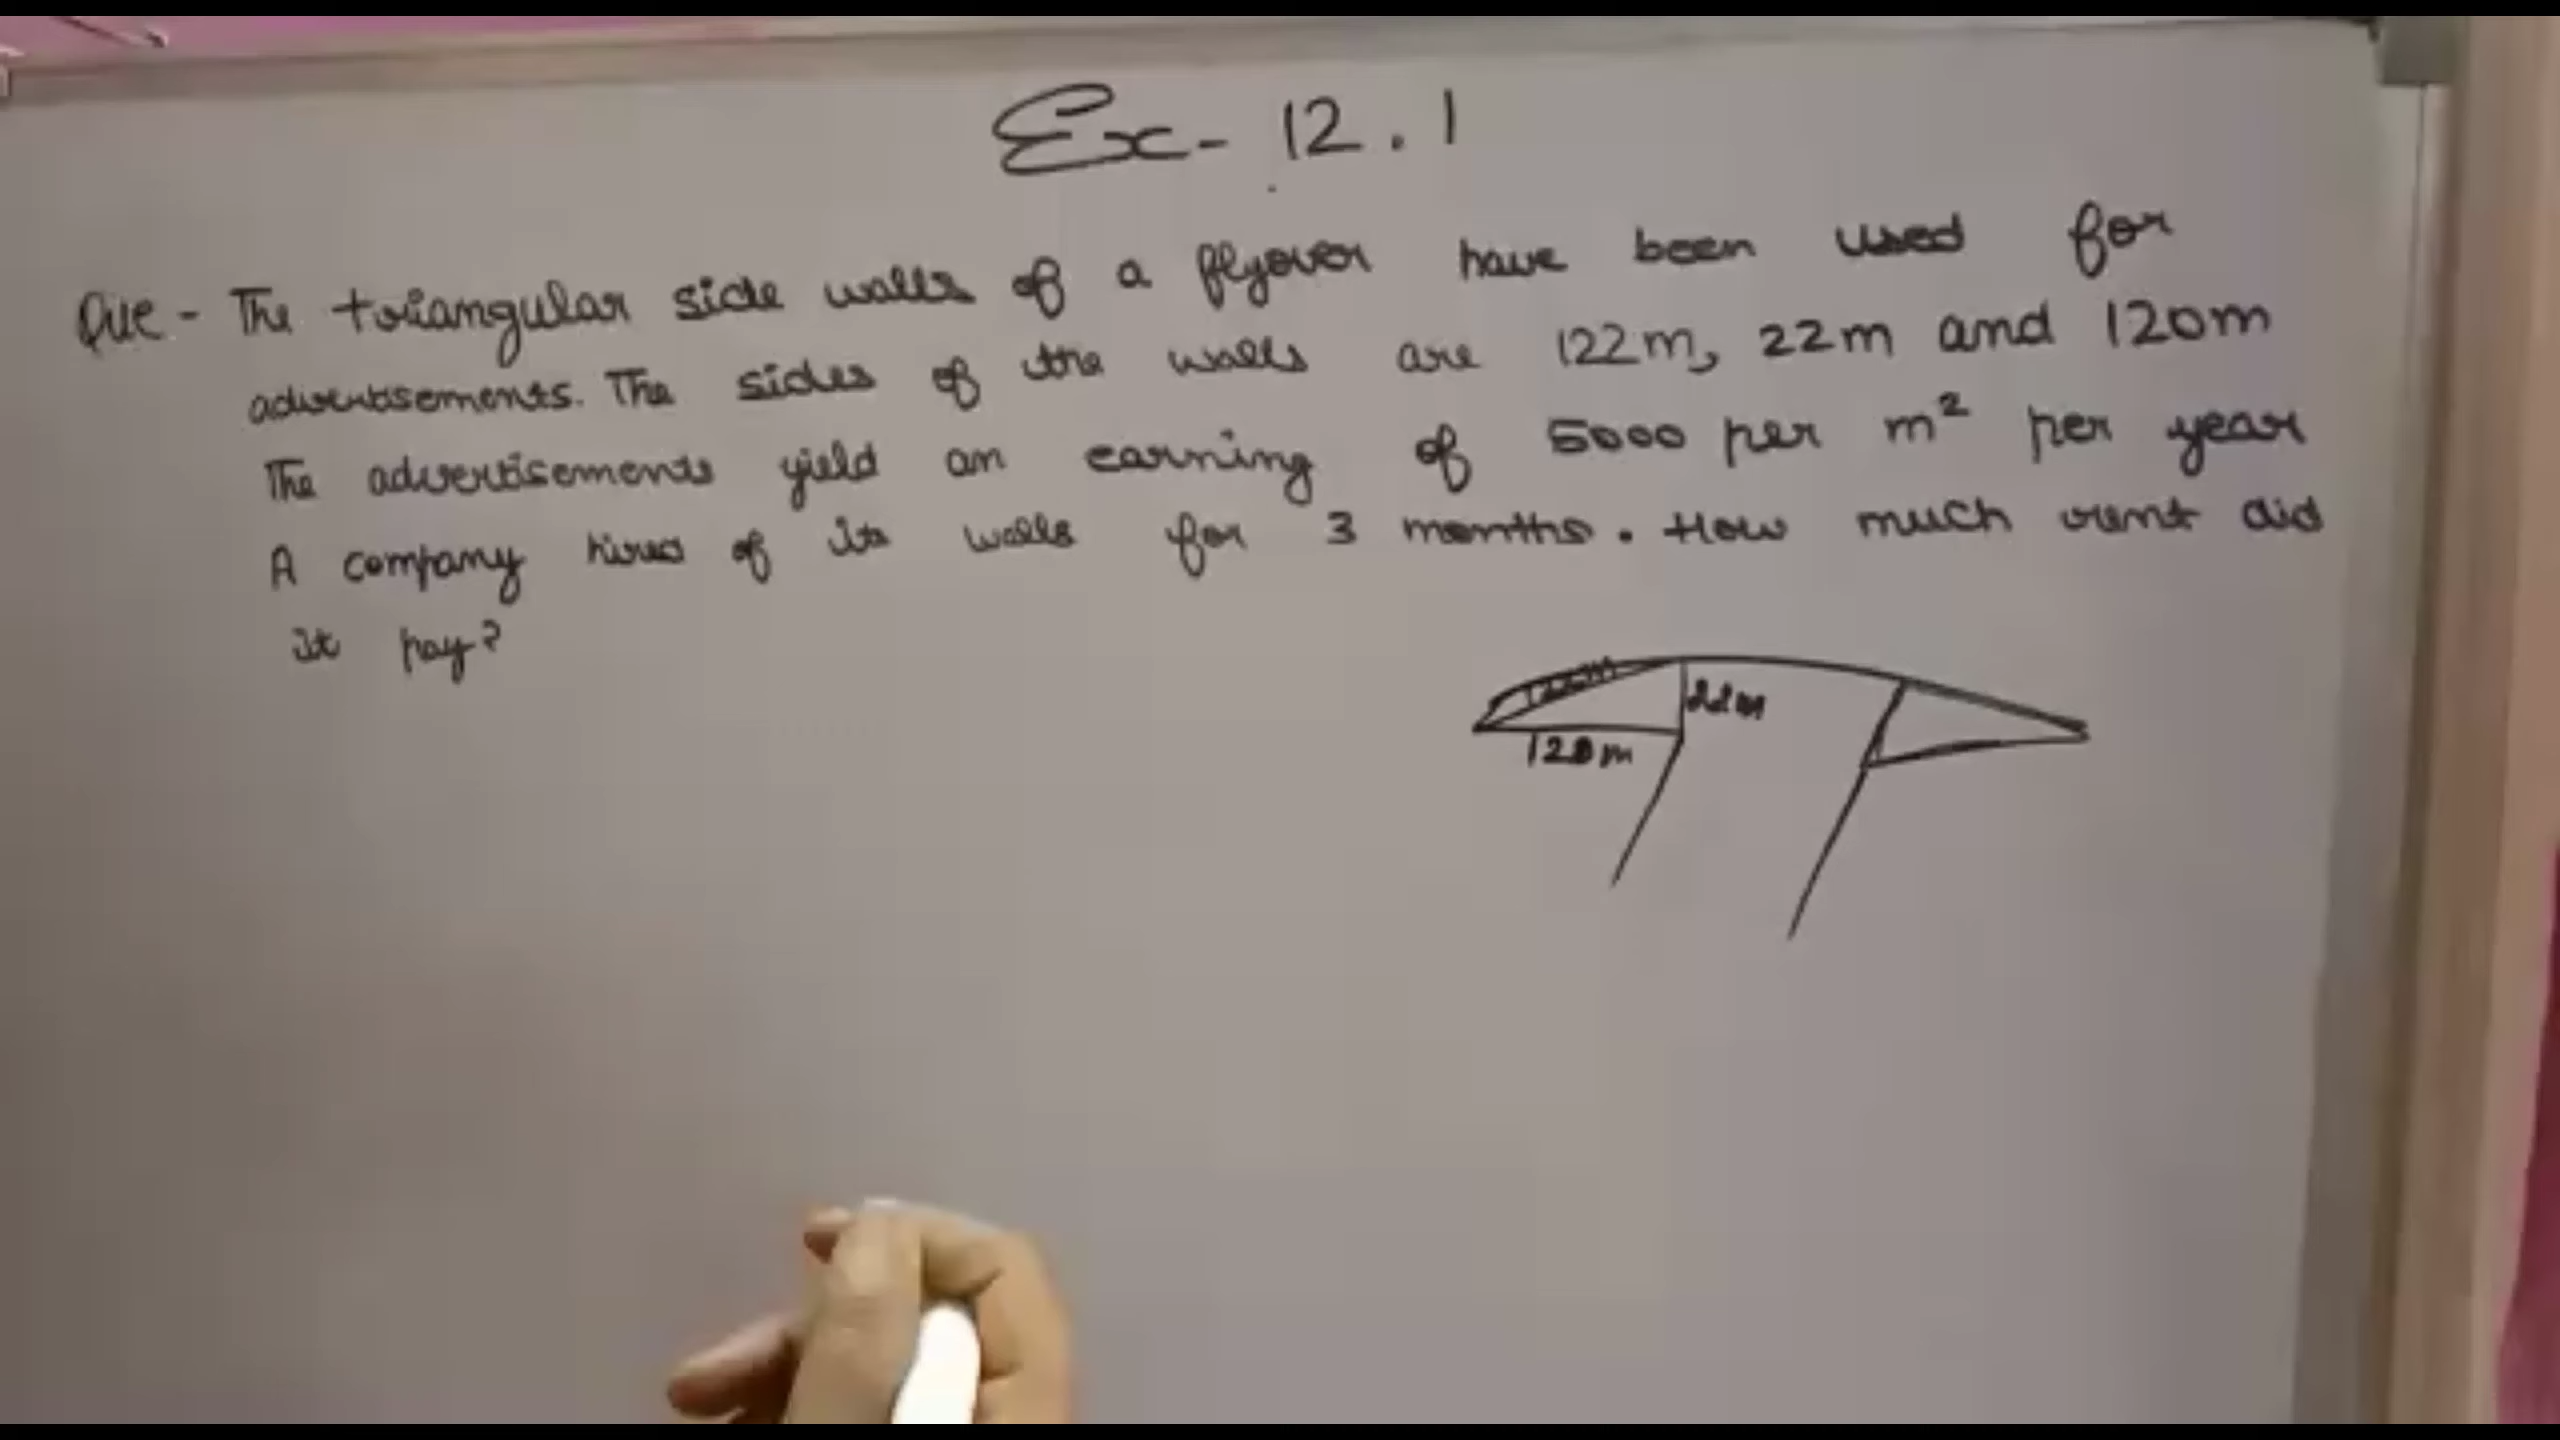 Ex- 12.1
Que - The triangular side walls of a flyover have been used for
advertisements. The sides of the walls are 122m, 22m and 120m
The advertisements yield an earning of 5000 per m² per year
A company hires of its walls for 3 months. How much rent did
it pay?
122m
22m
120m